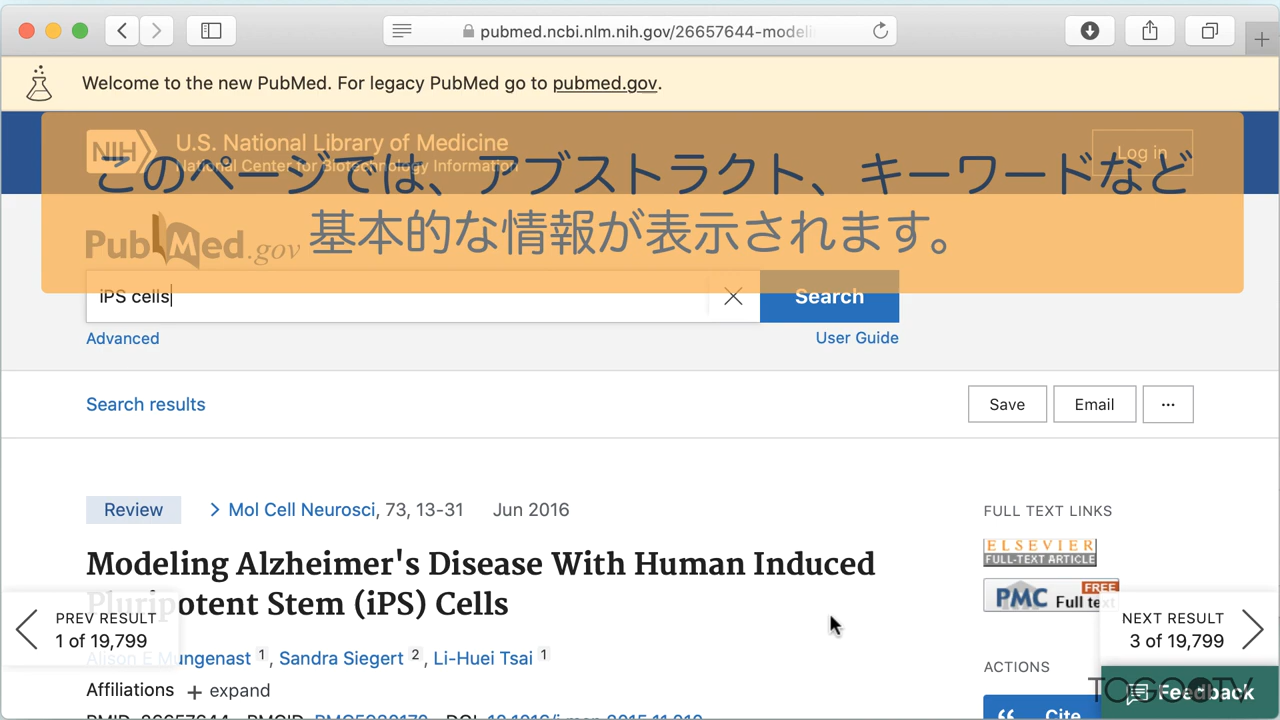 pubmed.ncbi.nlm.nih.gov/26657644-modeli
Welcome to the new PubMed. For legacy PubMed go to pubmed.gov.
NIH U.S. National Library of Medicine
National Center for Biotechnology Information
Log in
このページでは、アブストラクト、キーワードなど
基本的な情報が表示されます。
PubMed.gov
iPS cells
Search
Advanced
User Guide
Search results
Save
Email
...
Review
Mol Cell Neurosci, 73, 13-31 Jun 2016
FULL TEXT LINKS
Modeling Alzheimer's Disease With Human Induced
Pluripotent Stem (iPS) Cells
ELSEVIER
FULL-TEXT ARTICLE
PMC FREE Full text
PREV RESULT
1 of 19,799
NEXT RESULT
3 of 19,799
Alison E Mungenast 1, Sandra Siegert 2, Li-Huei Tsai 1
Affiliations + expand
ACTIONS
Cite
Feedback
TOGOTV